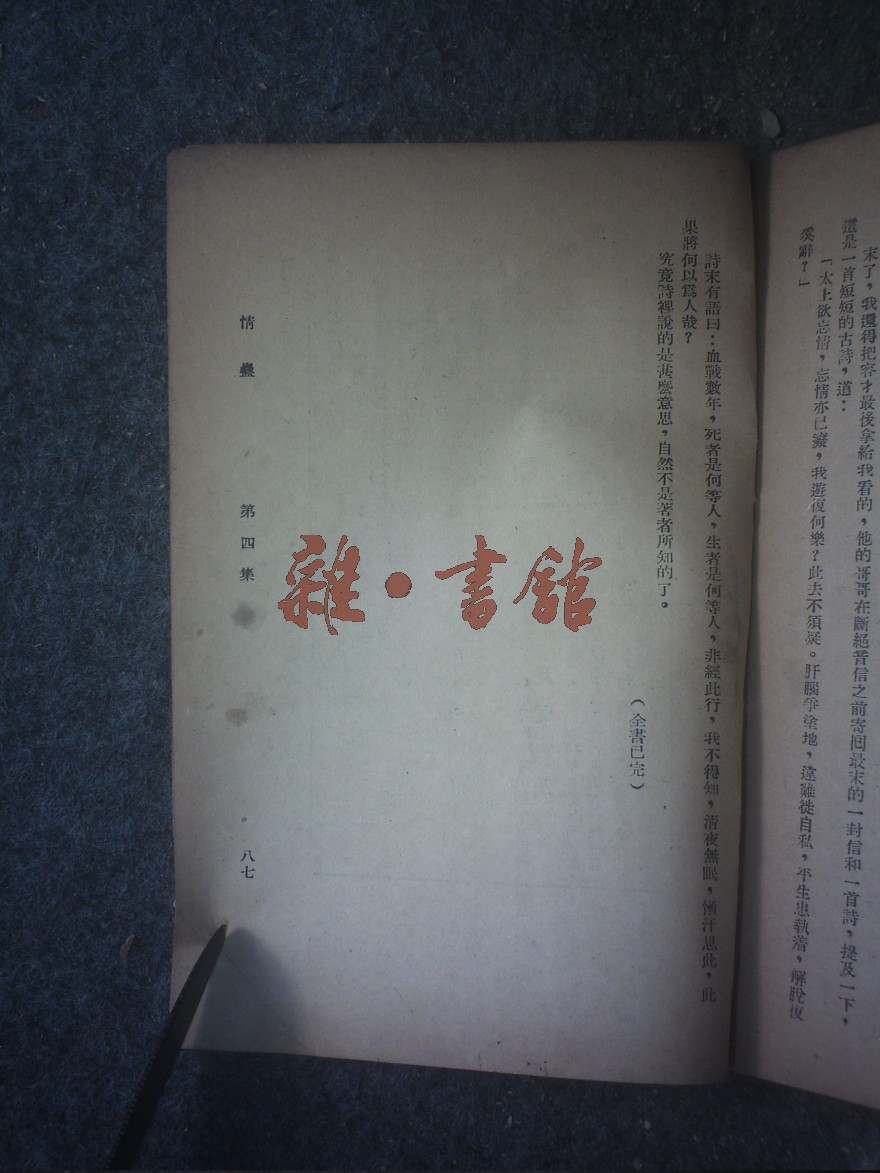 末了，我還得把容才最後拿給我看的，他的哥哥在斷絕音信之前寄囘最末的一封信和一首詩，提及一下，
還是一首短短的古詩，道：
「太上欲忘情，忘情亦已癡，我遊復何樂？此去不須疑。肝腦爭塗地，遑雞徙自私，平生患執着，解脫復
奚辭？」
詩末有語曰：血戰數年，死者是何等人，生者是何等人，非經此行，我不得知，清夜無眠，慚汗思此，此
果將何以爲人哉？
究竟詩裡說的是甚麼意思，自然不是著者所知的了。
（全書已完）
情蠱 第四集 八七
雜·書館